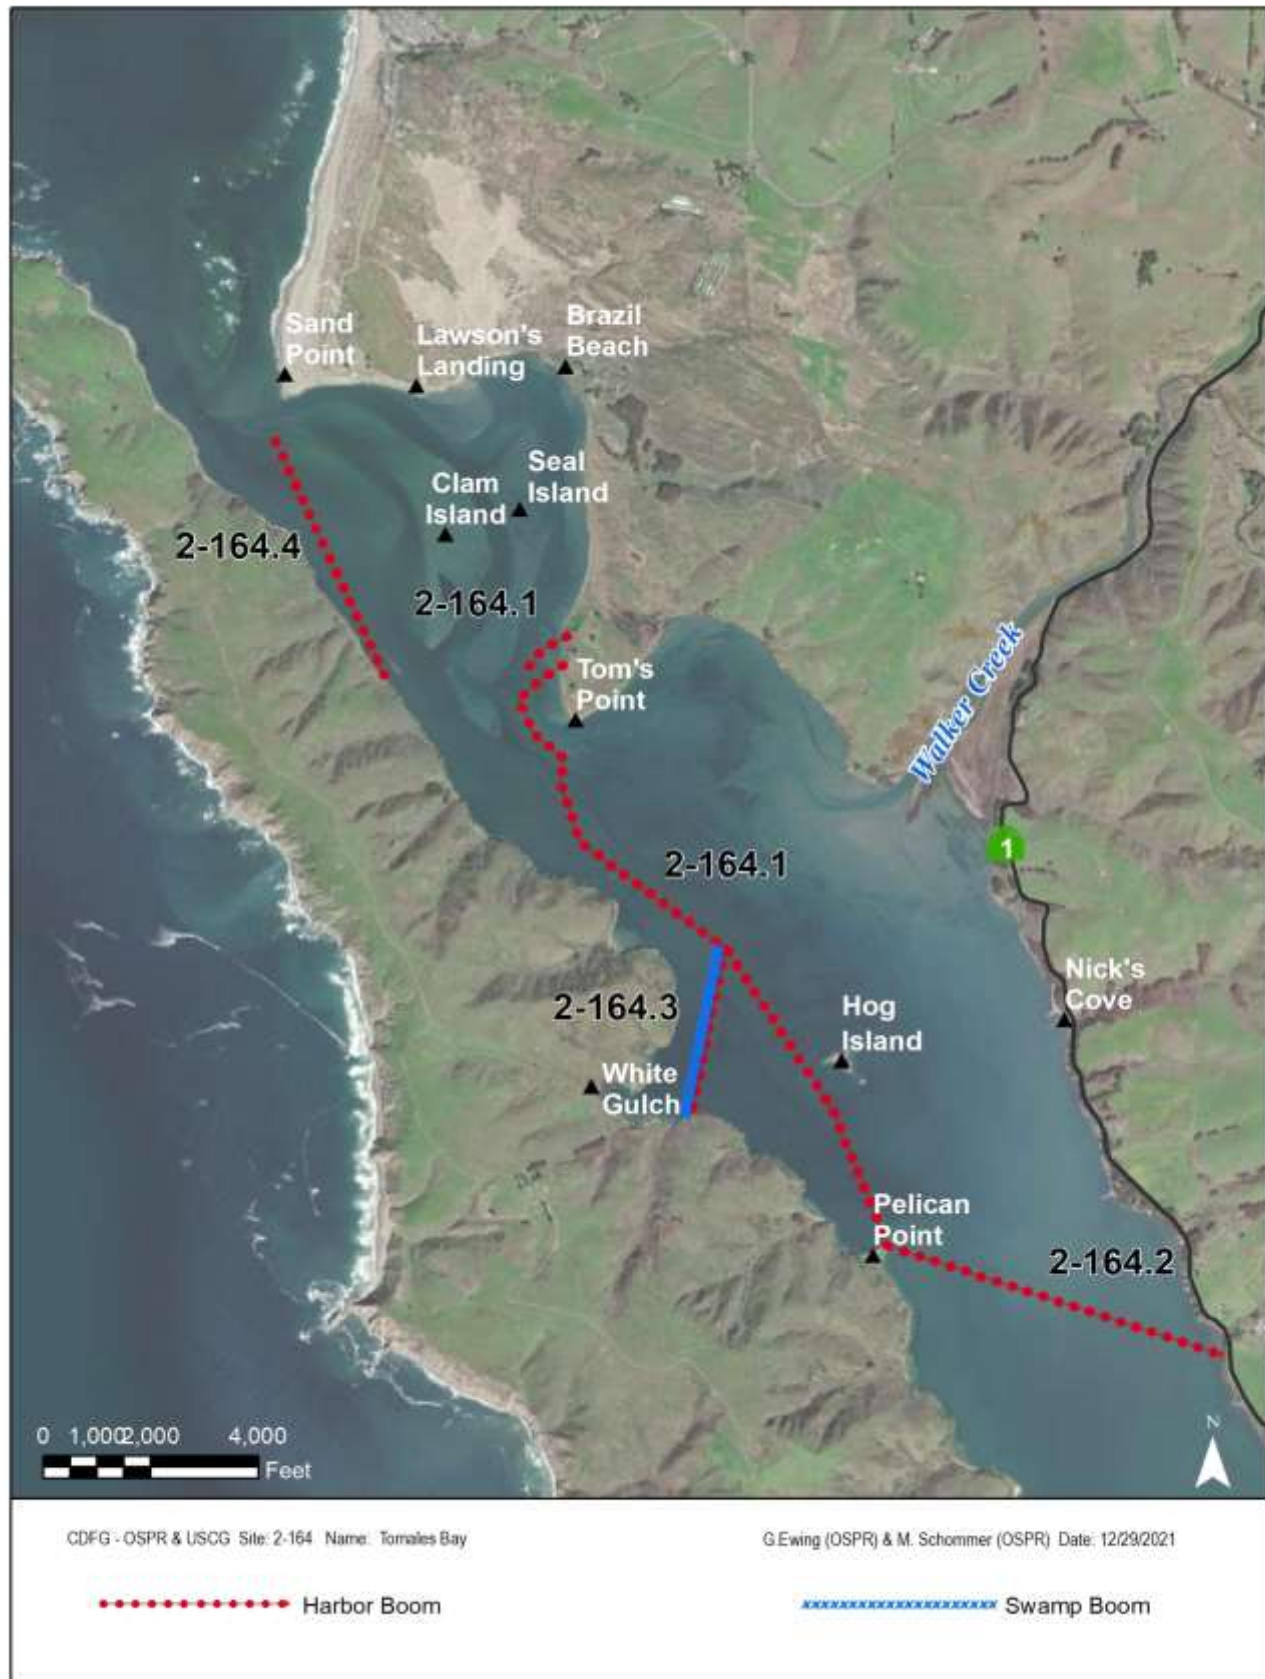 Sand
Point
Lawson's
Landing
Brazil
Beach
Seal
Island
Clam
Island
2-164.4
2-164.1
Tom's
Point
Walker Creek
2-164.1
1
Nick's
Cove
2-164.3
Hog
Island
White
Gulch
Pelican
Point
2-164.2
0 1,000 2,000 4,000
Feet
N
CDFG - OSPR & USCG Site: 2-164 Name: Tomales Bay
G.Ewing (OSPR) & M. Schommer (OSPR) Date: 12/29/2021
Harbor Boom
Swamp Boom